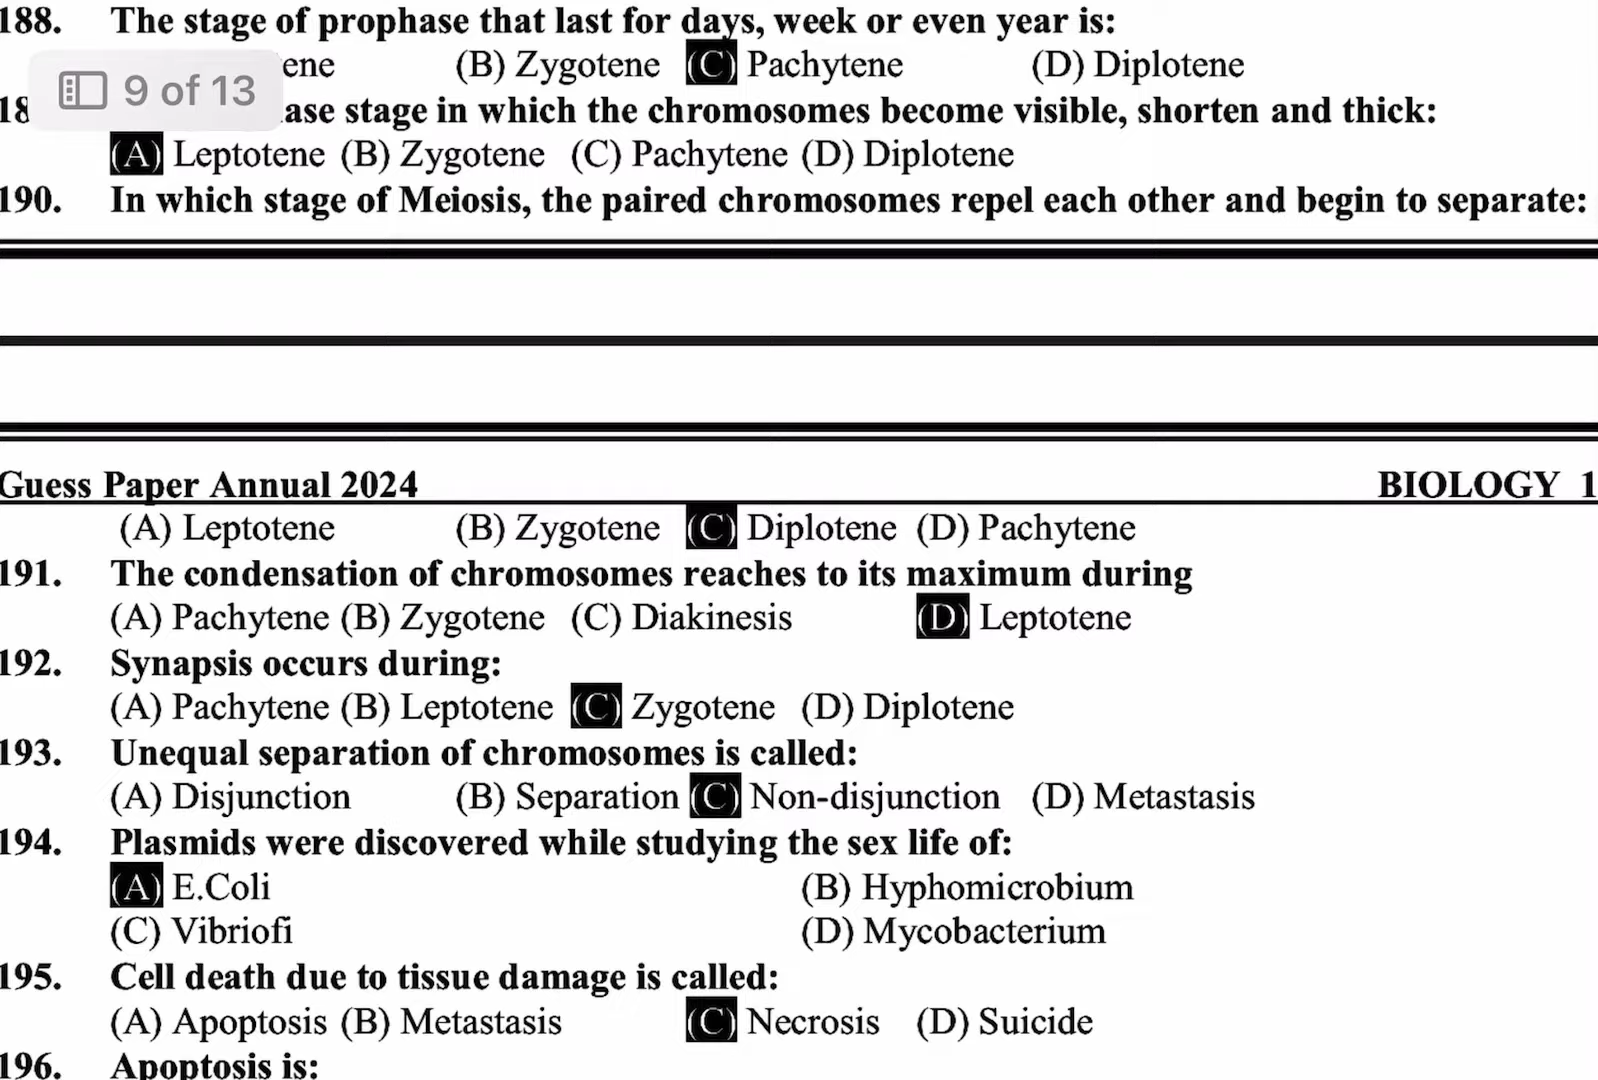 188. The stage of prophase that last for days, week or even year is:
ene (B) Zygotene (C) Pachytene (D) Diplotene
9 of 13
18 ase stage in which the chromosomes become visible, shorten and thick:
(A) Leptotene (B) Zygotene (C) Pachytene (D) Diplotene
190. In which stage of Meiosis, the paired chromosomes repel each other and begin to separate:
Guess Paper Annual 2024 BIOLOGY 1
(A) Leptotene (B) Zygotene (C) Diplotene (D) Pachytene
191. The condensation of chromosomes reaches to its maximum during
(A) Pachytene (B) Zygotene (C) Diakinesis (D) Leptotene
192. Synapsis occurs during:
(A) Pachytene (B) Leptotene (C) Zygotene (D) Diplotene
193. Unequal separation of chromosomes is called:
(A) Disjunction (B) Separation (C) Non-disjunction (D) Metastasis
194. Plasmids were discovered while studying the sex life of:
(A) E.Coli (B) Hyphomicrobium
(C) Vibriofi (D) Mycobacterium
195. Cell death due to tissue damage is called:
(A) Apoptosis (B) Metastasis (C) Necrosis (D) Suicide
196. Apoptosis is: